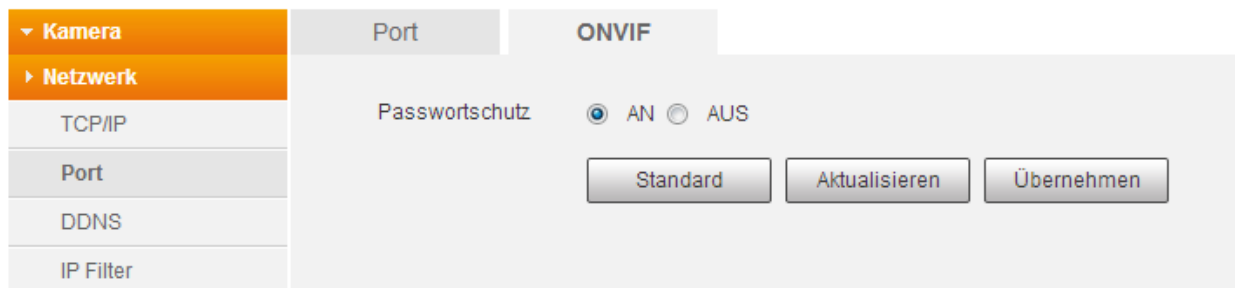 Kamera
Netzwerk
TCP/IP
Port
DDNS
IP Filter
Port ONVIF
Passwortschutz AN AUS
Standard Aktualisieren Übernehmen